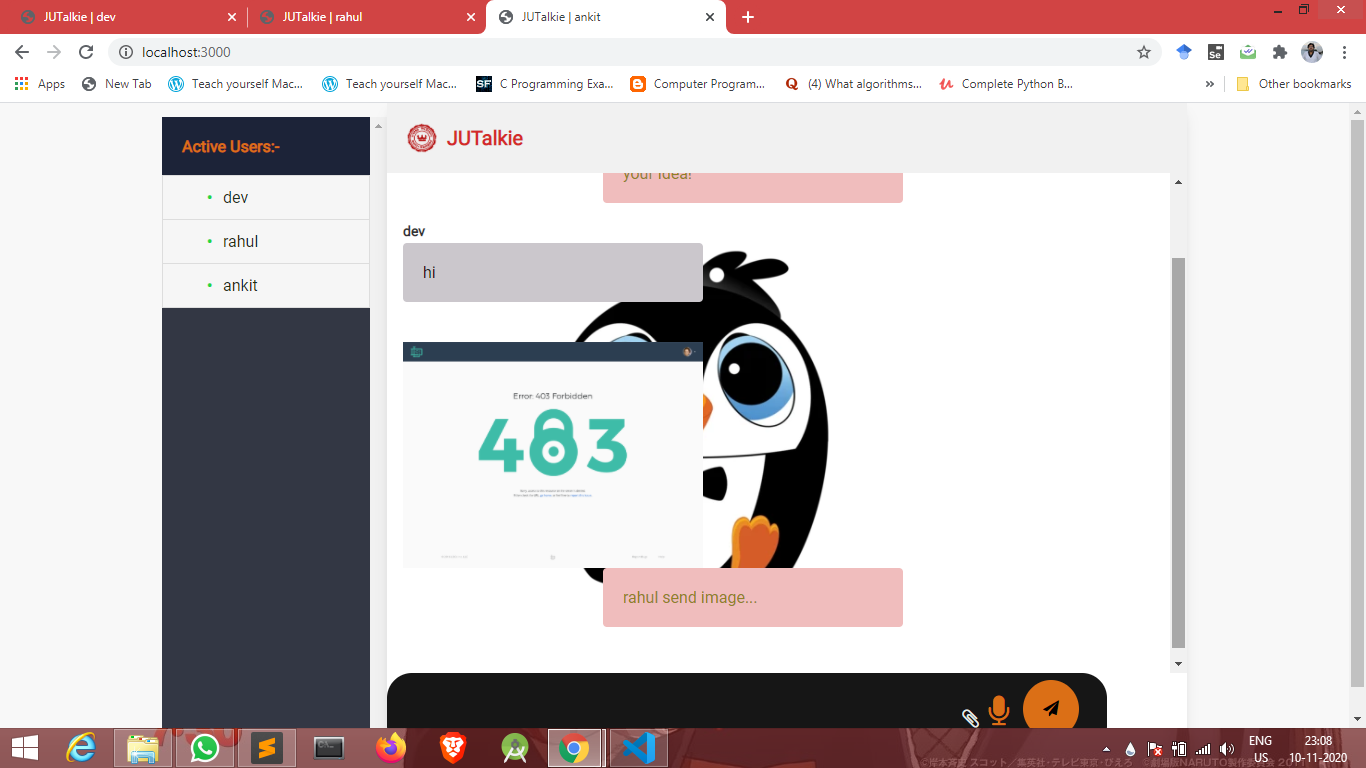 JUTalkie | dev
JUTalkie | rahul
JUTalkie | ankit
localhost:3000
Apps
New Tab
Teach yourself Mac...
Teach yourself Mac...
SF
C Programming Exa...
Computer Program...
(4) What algorithms...
Complete Python B...
»
Other bookmarks
Active Users:-
dev
rahul
ankit
JUTalkie
your idea!
dev
hi
Error: 403 Forbidden
403
rahul send image...
ENG
US
23:08
10-11-2020